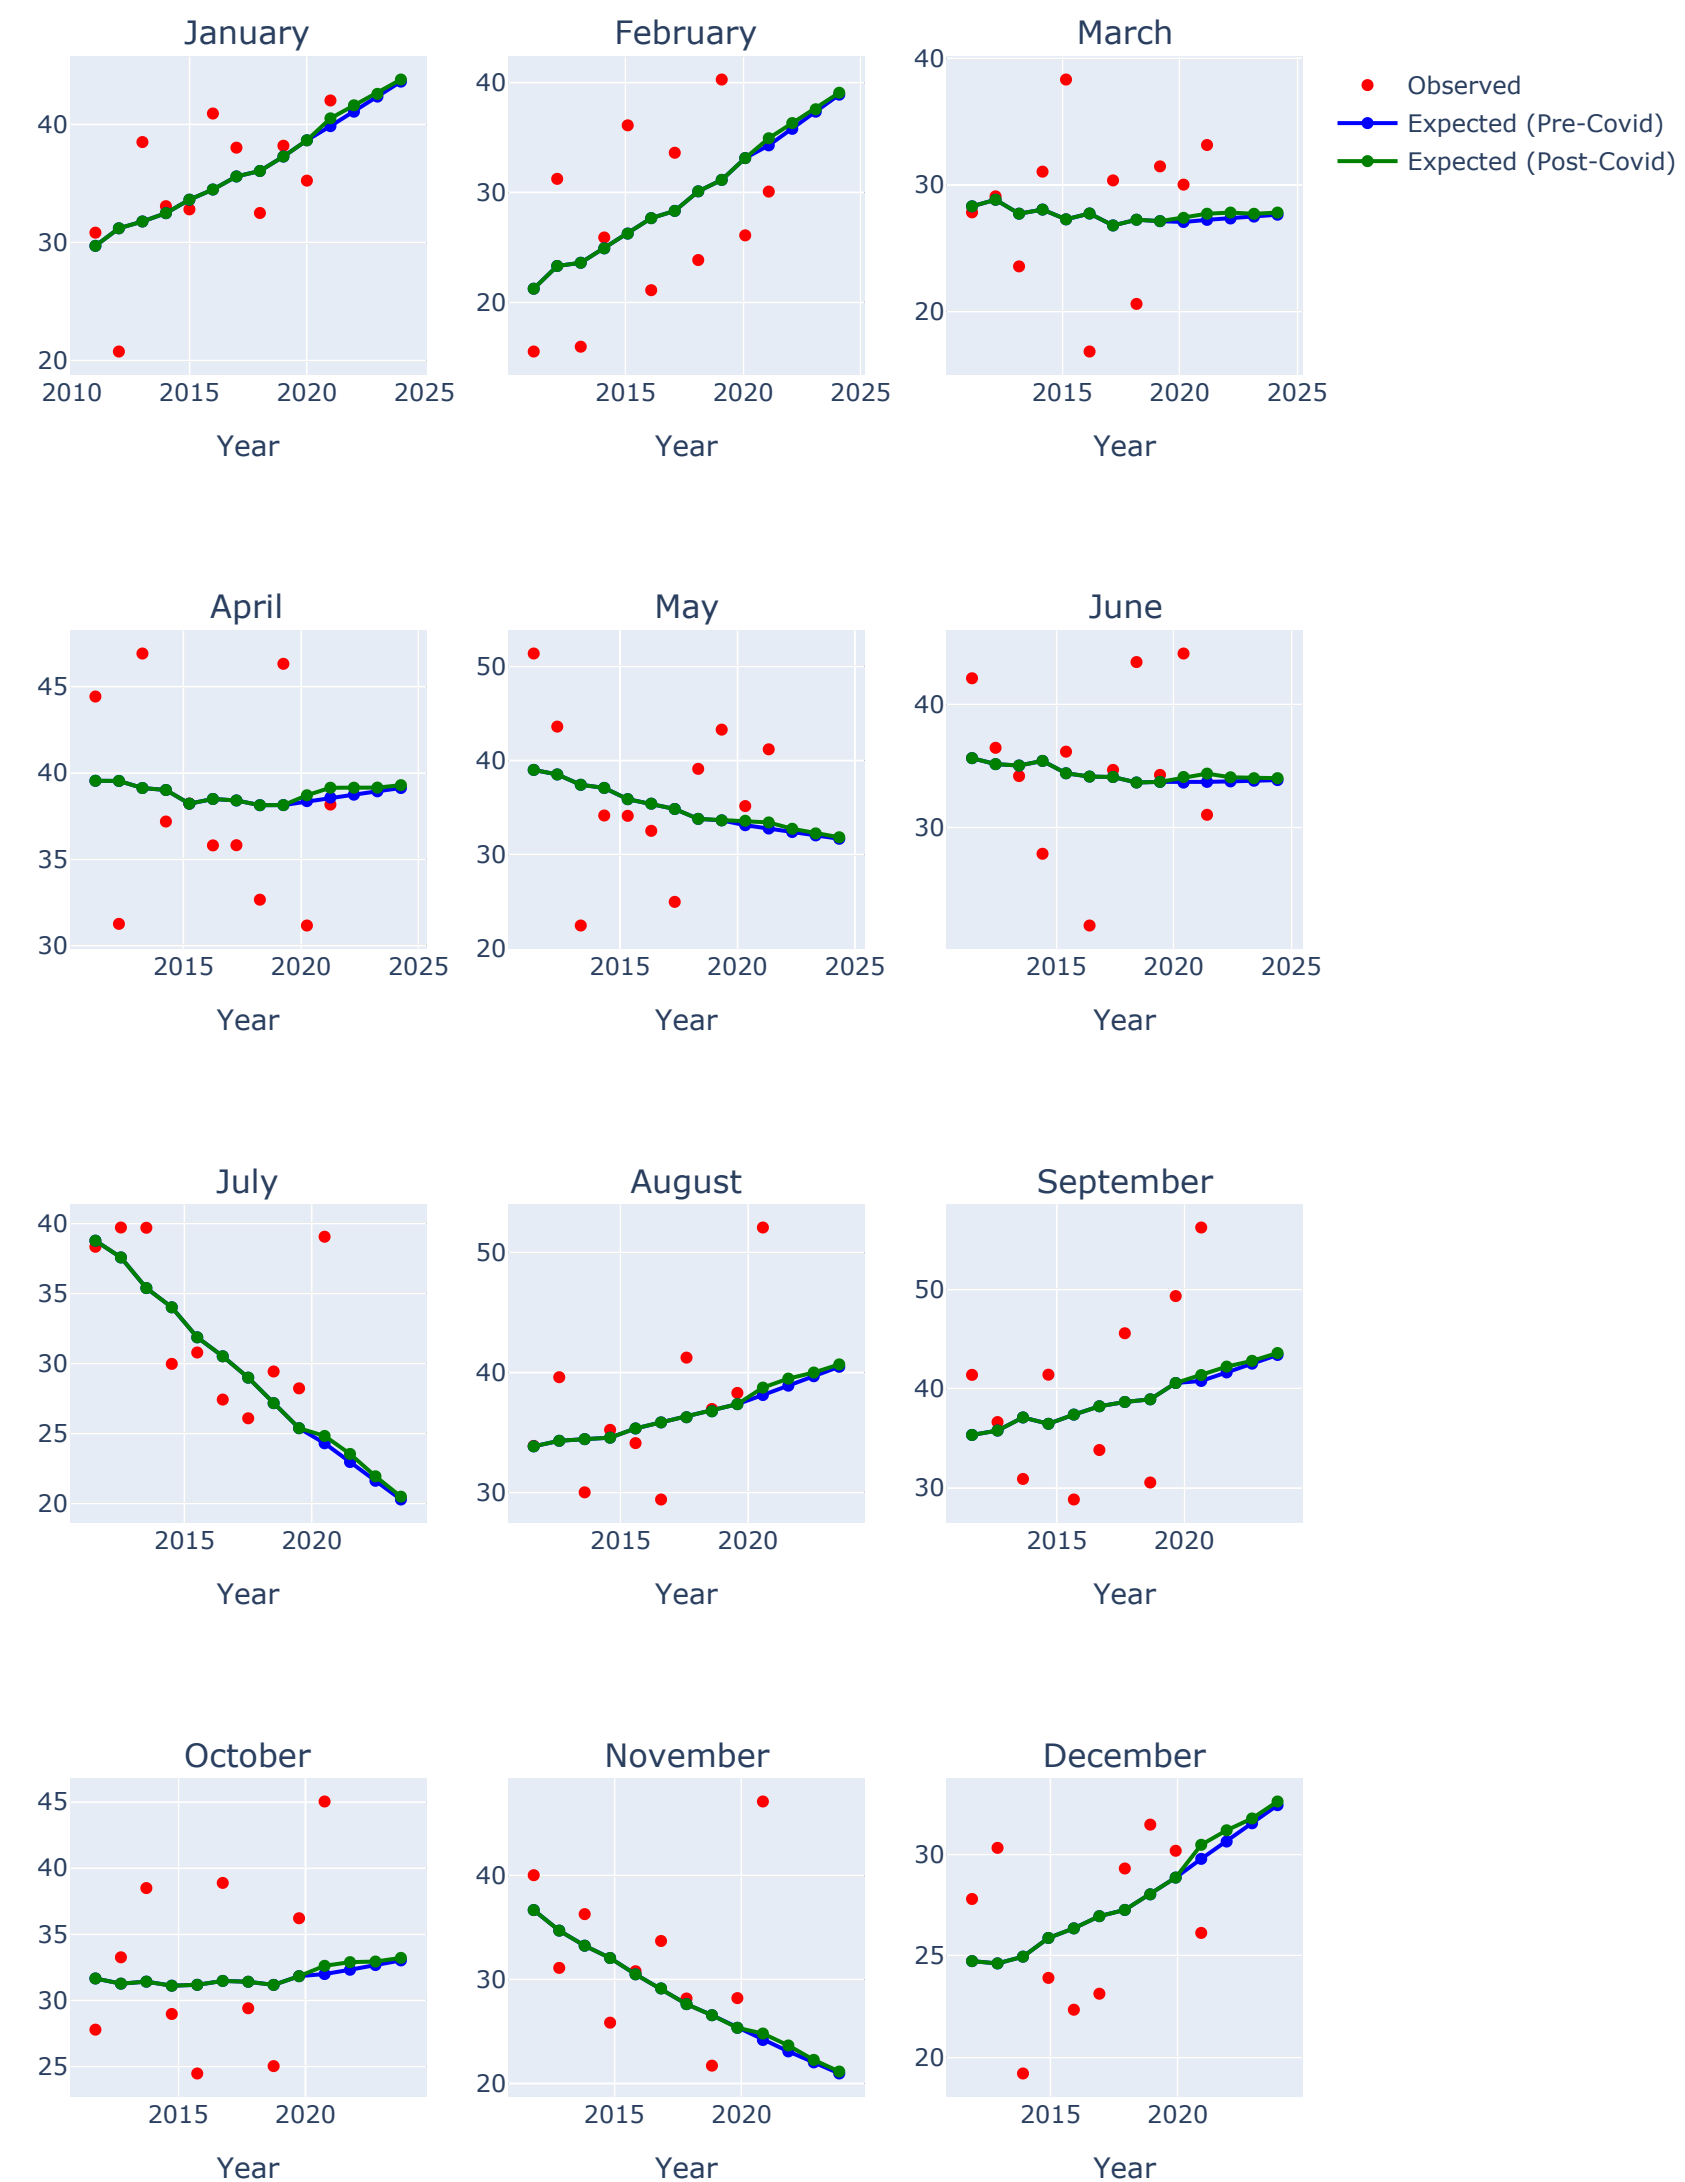 January
February
March
40
30
20
2010
2015
2020
2025
Year
40
30
20
2015
2020
2025
Year
40
30
20
2015
2020
2025
Year
Observed
Expected (Pre-Covid)
Expected (Post-Covid)
April
May
June
45
40
35
30
2015
2020
2025
Year
50
40
30
20
2015
2020
2025
Year
40
30
2015
2020
2025
Year
July
August
September
40
35
30
25
20
2015
2020
Year
50
40
30
2015
2020
Year
50
40
30
2015
2020
Year
October
November
December
45
40
35
30
25
2015
2020
Year
40
30
20
2015
2020
Year
30
25
20
2015
2020
Year